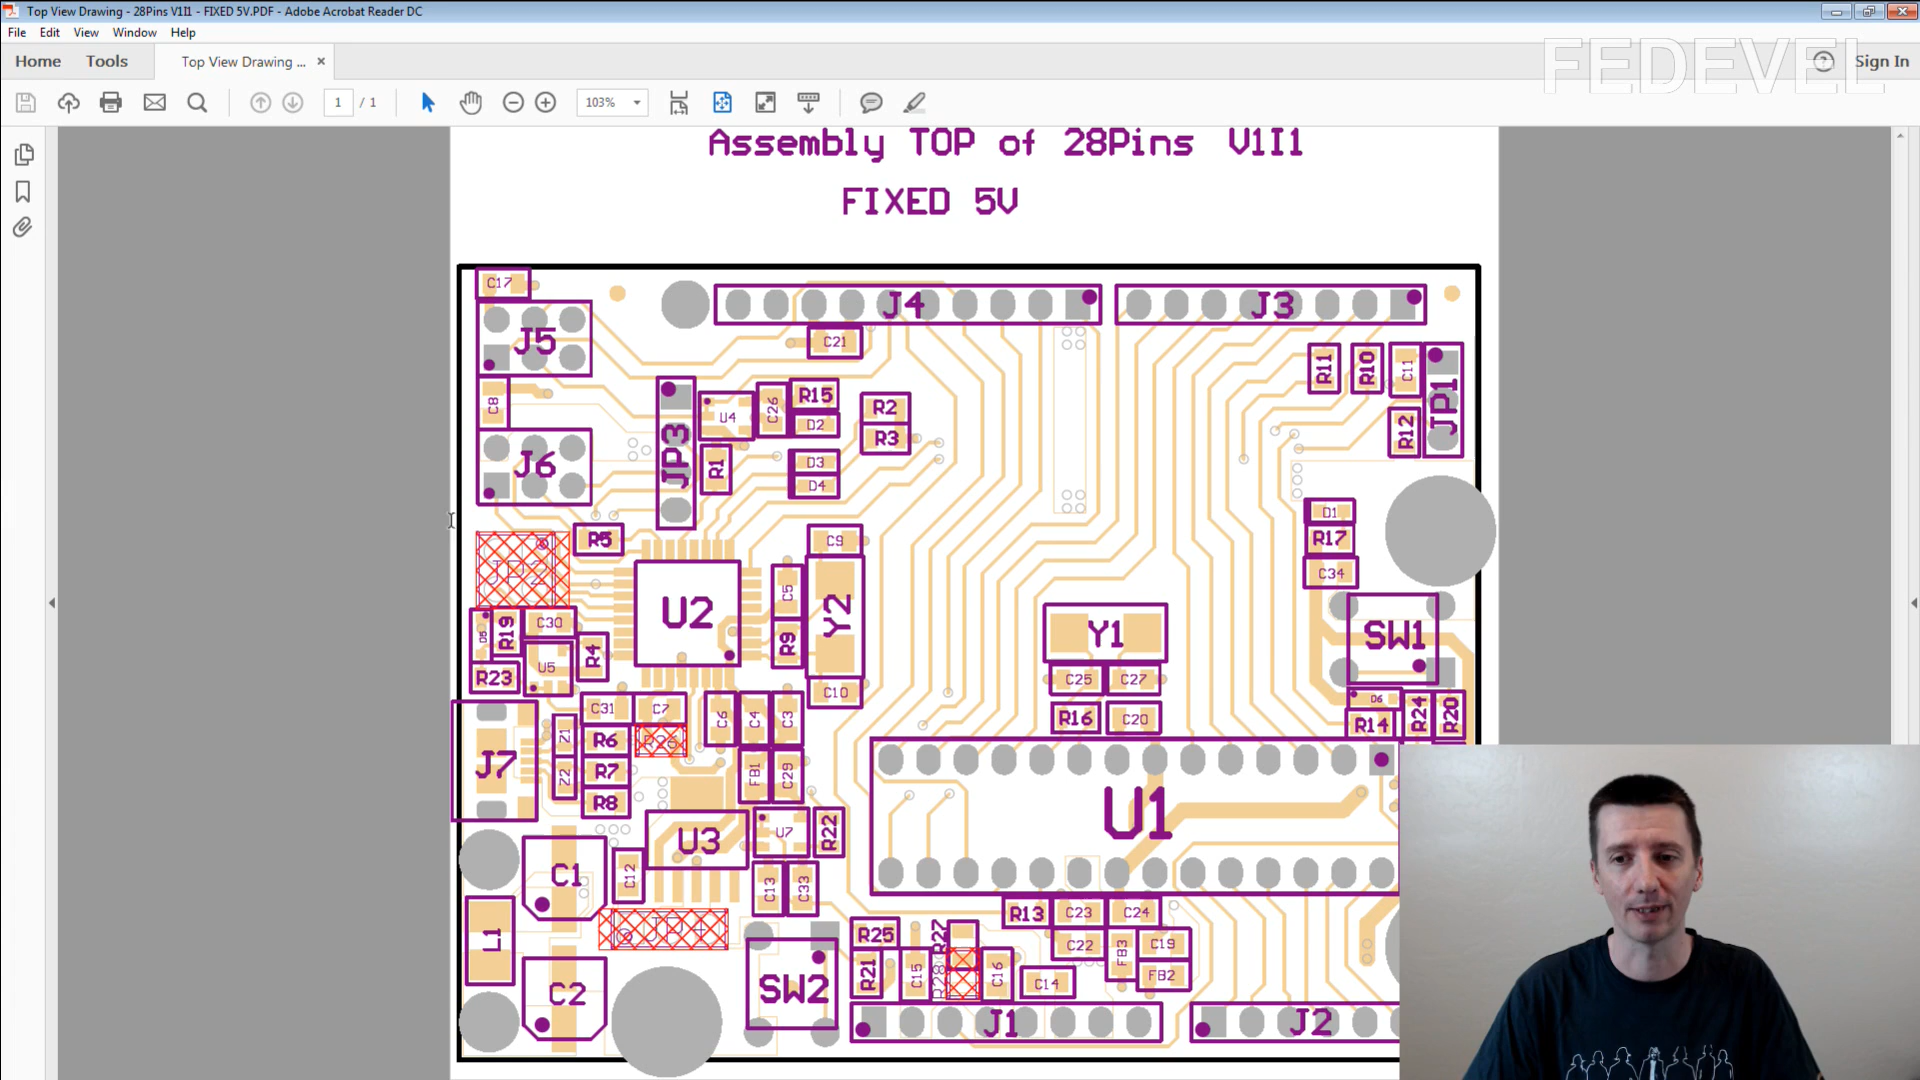 Top View Drawing - 28Pins V1I1 - FIXED 5V.PDF - Adobe Acrobat Reader DC
File Edit View Window Help
Home Tools Top View Drawing ... × Sign In
FEDEVEL
1 / 1 103%
Assembly TOP of 28Pins V1I1
FIXED 5V
C17
J4 J3
J5 C21
R11 R10 C11 JP1
C8 U4 C26 R15 R2
D2
R3 R12
J6 JP3 R1 D3
D4
D1
R5 C9 R17
JP2 C34
U2 C5 Y2
D5 R19 C30 R9 Y1 SW1
U5 R4
R23 C10 C25 C27
D6
C31 C7 C6 C4 C3 R16 C20 R14 R24 R20
Z1 R6 R26
J7 Z2 R7 FB1 C29
R8 U1
U3 U7 R22
C1 C12 C13 C33
R13 C23 C24
L1 R25 R27 C22 FB3 C19
R21 C15 R28 C16 C14 FB2
C2 SW2
J1 J2